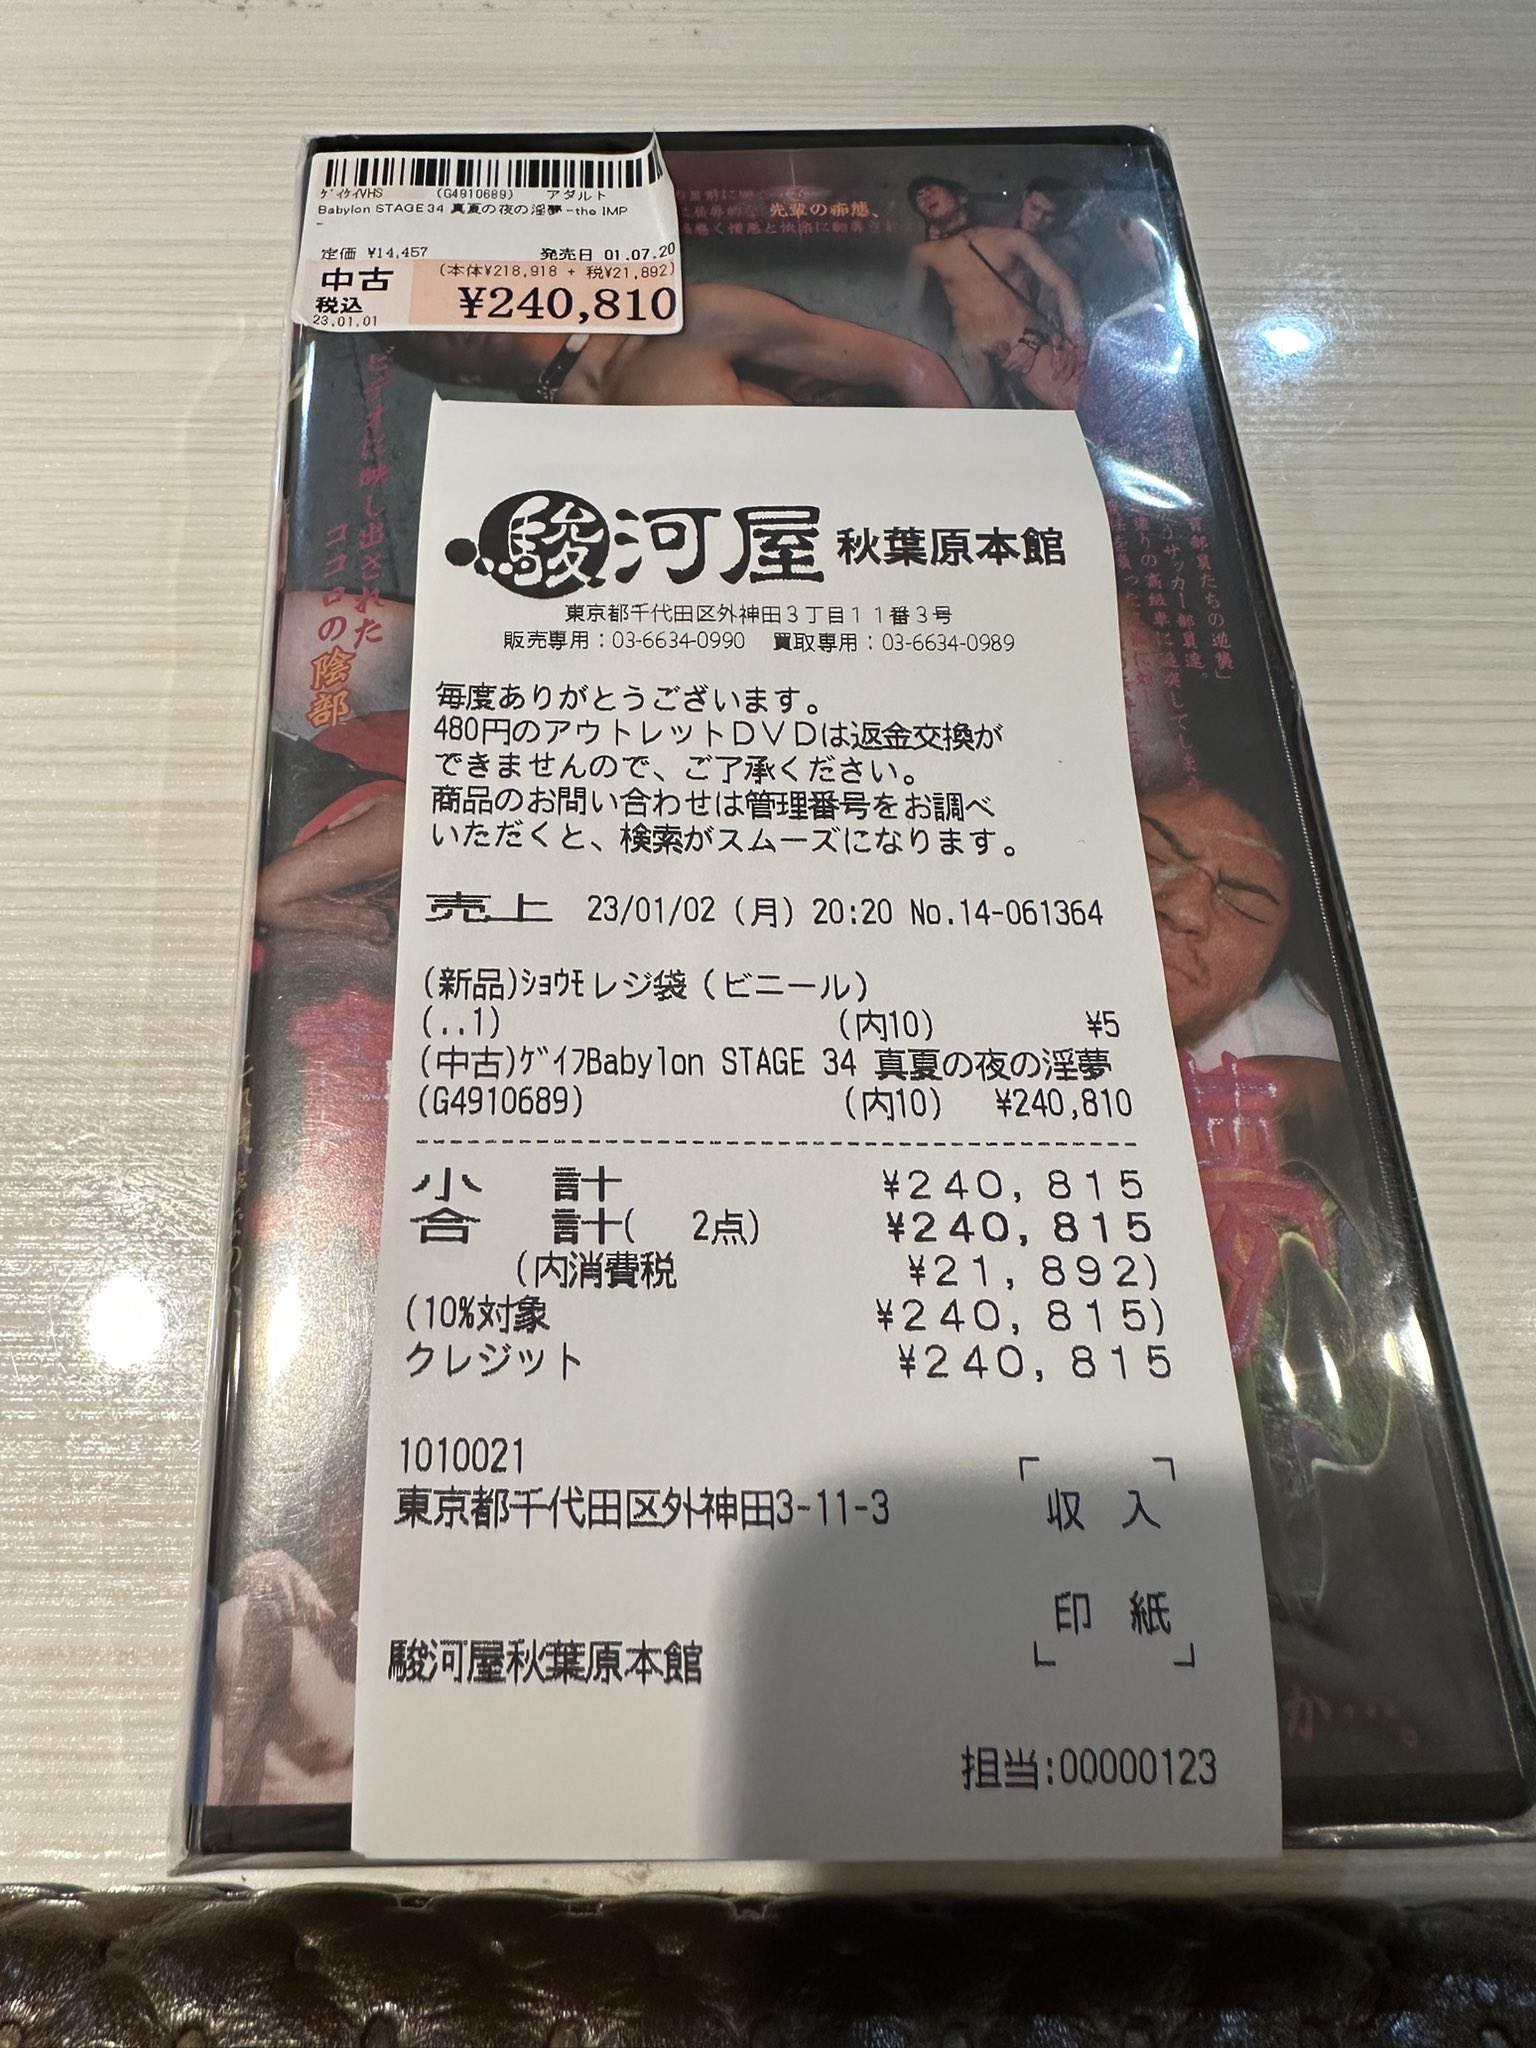 ｹﾞｲｹｲVHS (G4910689) アダルト
Babylon STAGE34 真夏の夜の淫夢 -the IMP
-
定価 ¥14,457 発売日 01.07.20
中古 (本体¥218,918 + 税¥21,892)
税込 ¥240,810
23.01.01
先輩の痴態、
ビデオに映し出された
ココロの陰部
駿河屋 秋葉原本館
東京都千代田区外神田３丁目１１番３号
販売専用：03-6634-0990 買取専用：03-6634-0989
毎度ありがとうございます。
480円のアウトレットＤＶＤは返金交換が
できませんので、ご了承ください。
商品のお問い合わせは管理番号をお調べ
いただくと、検索がスムーズになります。
売上 23/01/02 (月) 20:20 No.14-061364
(新品)ｼｮｳﾓレジ袋（ビニール）
(..1) (内10) ¥5
(中古)ｹﾞｲﾌBabylon STAGE 34 真夏の夜の淫夢
(G4910689) (内10) ¥240,810
小 計 ¥240,815
合 計( 2点) ¥240,815
(内消費税 ¥21,892)
(10%対象 ¥240,815)
クレジット ¥240,815
1010021
東京都千代田区外神田3-11-3
収 入
印 紙
駿河屋秋葉原本館
担当:00000123
か…。